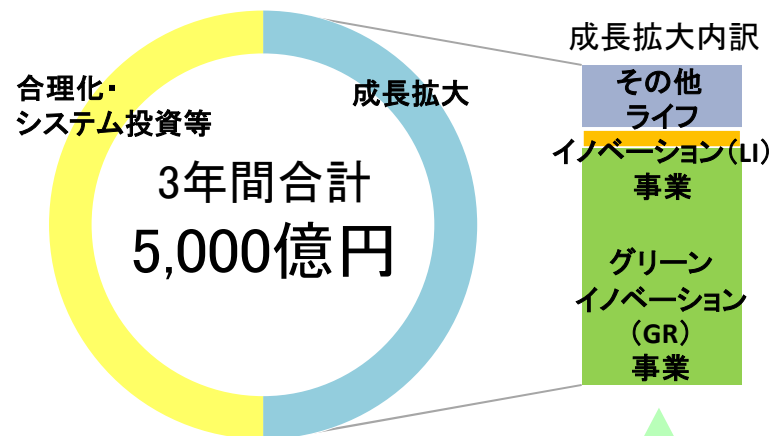 成長拡大内訳
合理化・
システム投資等
成長拡大
3年間合計
5,000億円
その他
ライフ
イノベーション（LI）
事業
グリーン
イノベーション
（GR）
事業